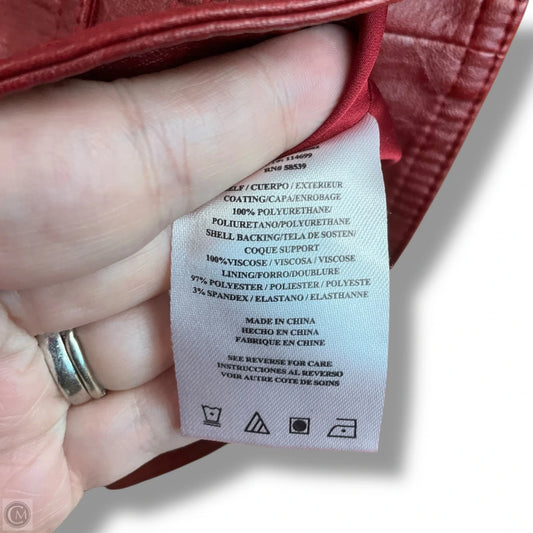 114699
RN# 58539
SELF / CUERPO / EXTERIEUR
COATING/CAPA/ENROBAGE
100% POLYURETHANE/
POLIURETANO/POLYURETHANE
SHELL BACKING/TELA DE SOSTEN/
COQUE SUPPORT
100%VISCOSE / VISCOSA / VISCOSE
LINING/FORRO/DOUBLURE
97% POLYESTER / POLIESTER / POLYESTE
3% SPANDEX / ELASTANO / ELASTHANNE
MADE IN CHINA
HECHO EN CHINA
FABRIQUE EN CHINE
SEE REVERSE FOR CARE
INSTRUCCIONES AL REVERSO
VOIR AUTRE COTE DE SOINS
CM